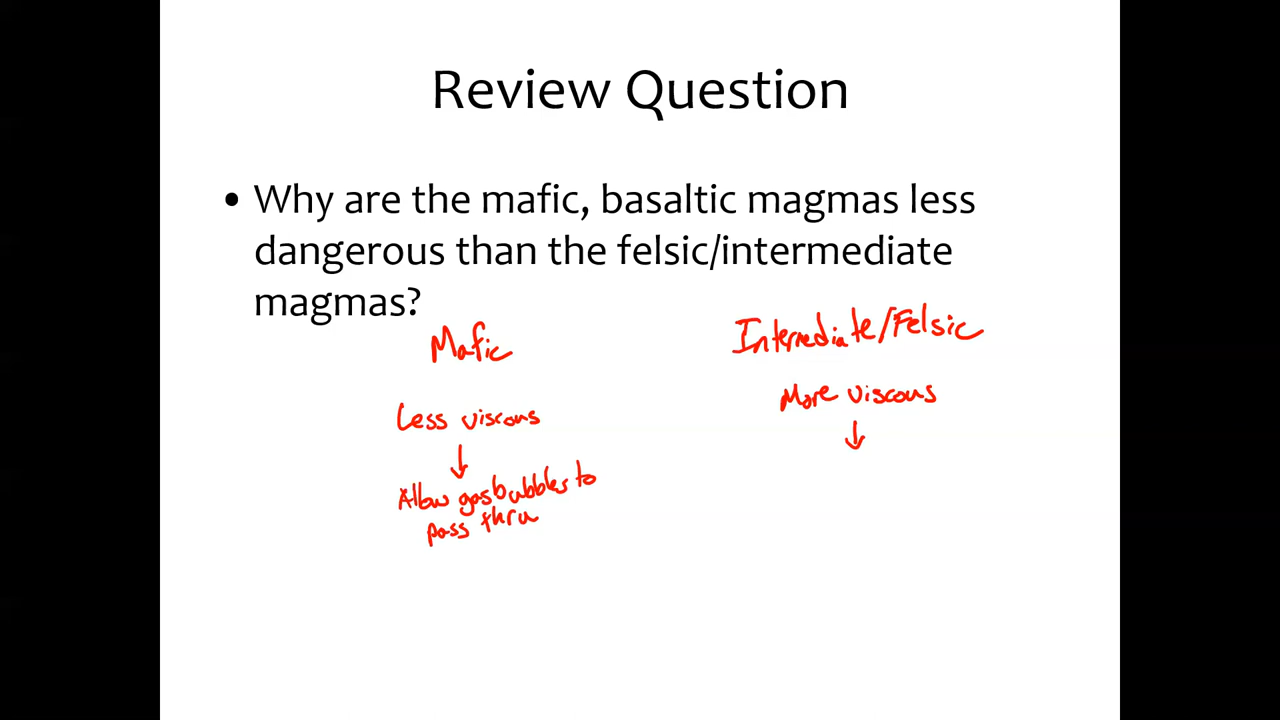 Review Question
• Why are the mafic, basaltic magmas less
dangerous than the felsic/intermediate
magmas?
Mafic
Intermediate/Felsic
Less viscous
More viscous
↓
↓
Allow gas bubbles to
pass thru